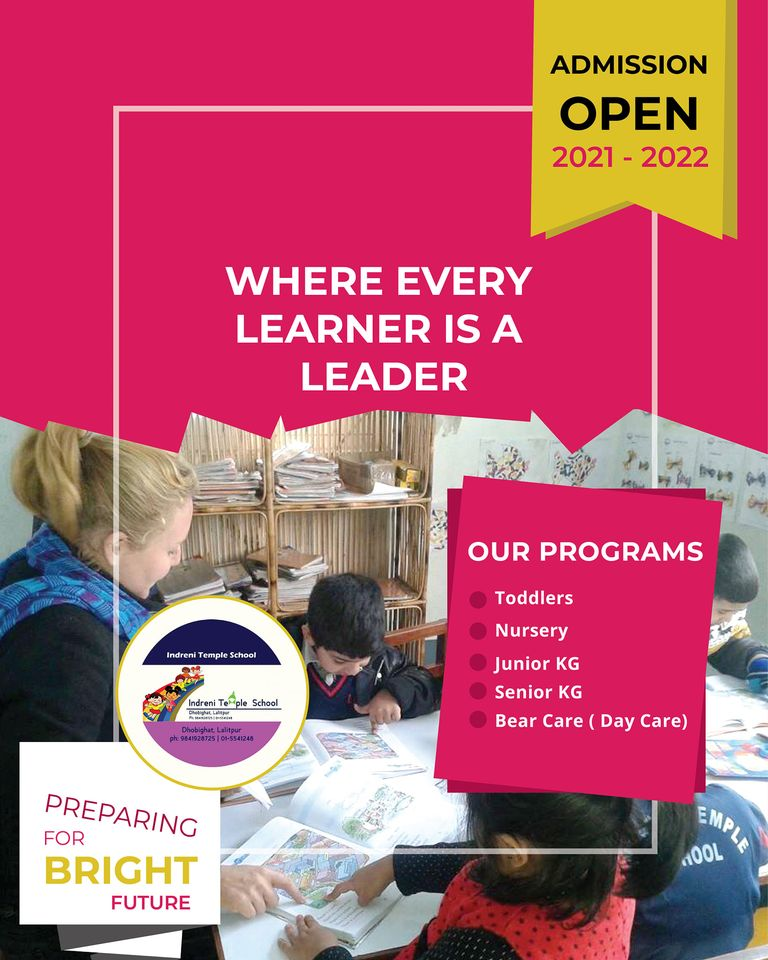 ADMISSION
OPEN
2021 - 2022
WHERE EVERY
LEARNER IS A
LEADER
OUR PROGRAMS
Toddlers
Nursery
Junior KG
Senior KG
Bear Care ( Day Care)
Indreni Temple School
Indreni Temple School
Dhobighat, Lalitpur
Dhobighat, Lalitpur
ph: 9841928725 | 01-5541248
PREPARING
FOR
BRIGHT
FUTURE
EMPLE
OOL